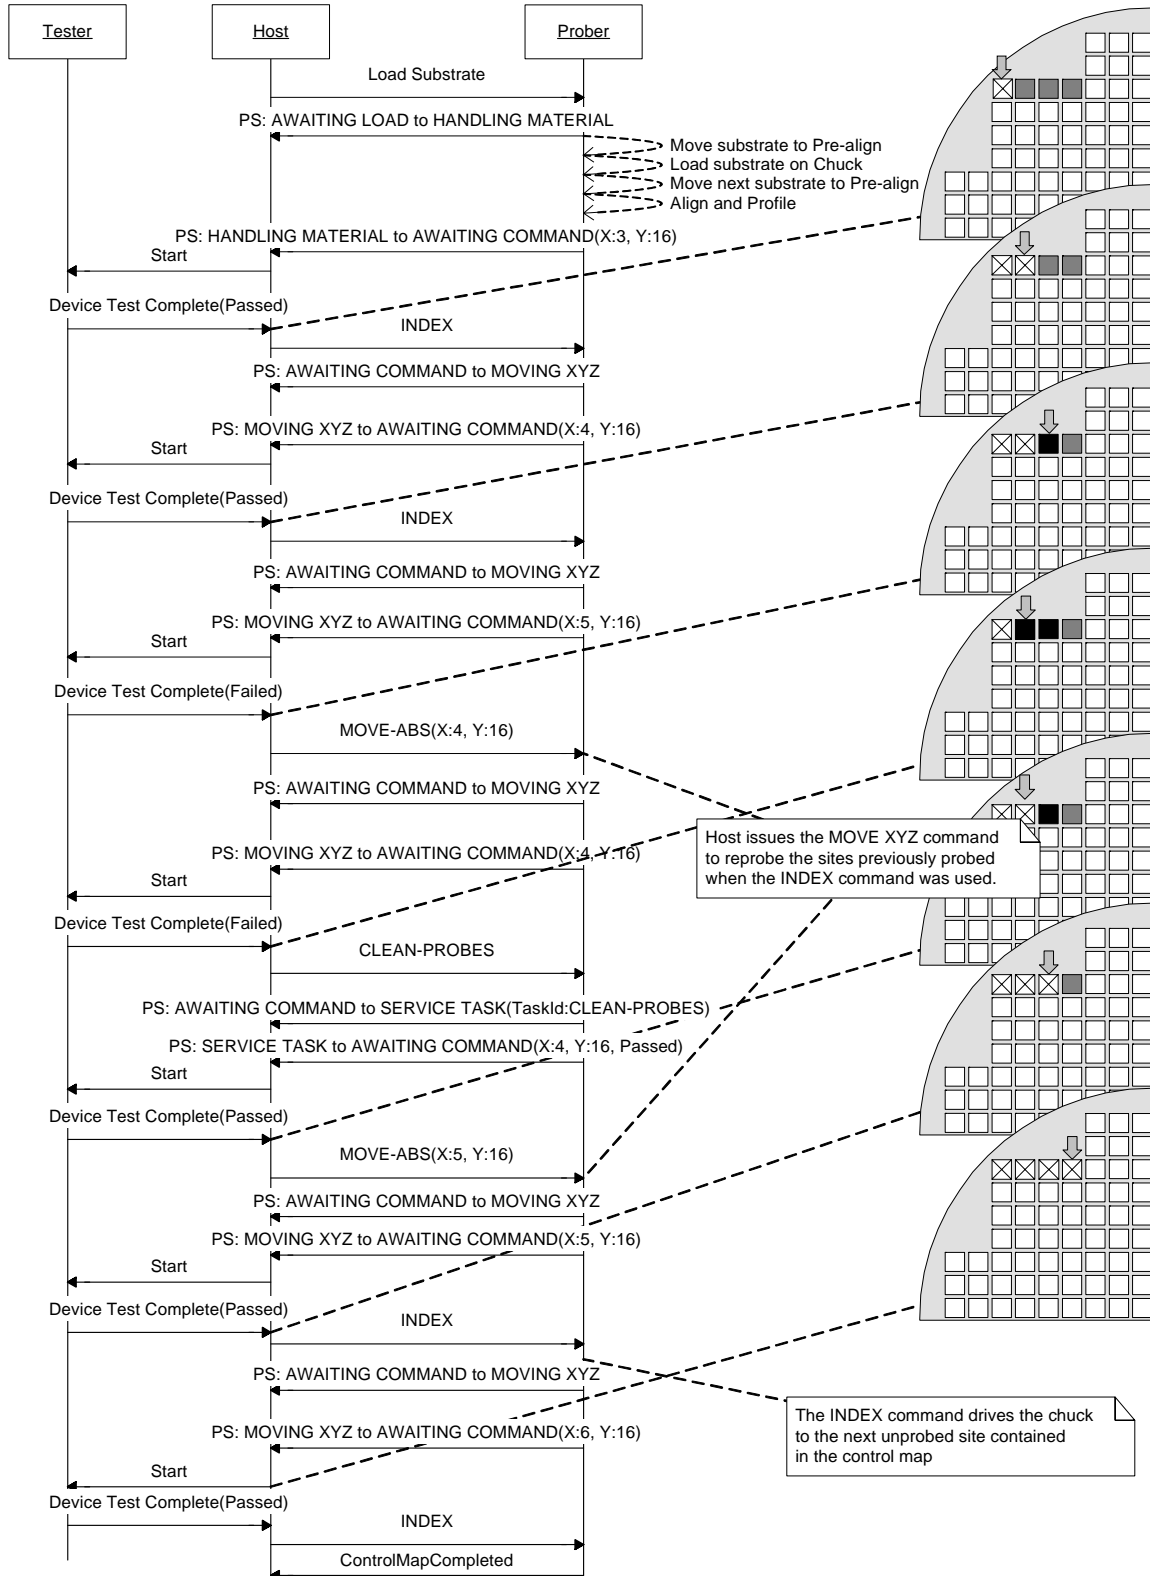 Tester
Host
Prober
Load Substrate
PS: AWAITING LOAD to HANDLING MATERIAL
Move substrate to Pre-align
Load substrate on Chuck
Move next substrate to Pre-align
Align and Profile
PS: HANDLING MATERIAL to AWAITING COMMAND(X:3, Y:16)
Start
Device Test Complete(Passed)
INDEX
PS: AWAITING COMMAND to MOVING XYZ
PS: MOVING XYZ to AWAITING COMMAND(X:4, Y:16)
Start
Device Test Complete(Passed)
INDEX
PS: AWAITING COMMAND to MOVING XYZ
PS: MOVING XYZ to AWAITING COMMAND(X:5, Y:16)
Start
Device Test Complete(Failed)
MOVE-ABS(X:4, Y:16)
PS: AWAITING COMMAND to MOVING XYZ
Host issues the MOVE XYZ command
to reprobe the sites previously probed
when the INDEX command was used.
PS: MOVING XYZ to AWAITING COMMAND(X:4, Y:16)
Start
Device Test Complete(Failed)
CLEAN-PROBES
PS: AWAITING COMMAND to SERVICE TASK(TaskId:CLEAN-PROBES)
PS: SERVICE TASK to AWAITING COMMAND(X:4, Y:16, Passed)
Start
Device Test Complete(Passed)
MOVE-ABS(X:5, Y:16)
PS: AWAITING COMMAND to MOVING XYZ
PS: MOVING XYZ to AWAITING COMMAND(X:5, Y:16)
Start
Device Test Complete(Passed)
INDEX
PS: AWAITING COMMAND to MOVING XYZ
The INDEX command drives the chuck
to the next unprobed site contained
in the control map
PS: MOVING XYZ to AWAITING COMMAND(X:6, Y:16)
Start
Device Test Complete(Passed)
INDEX
ControlMapCompleted